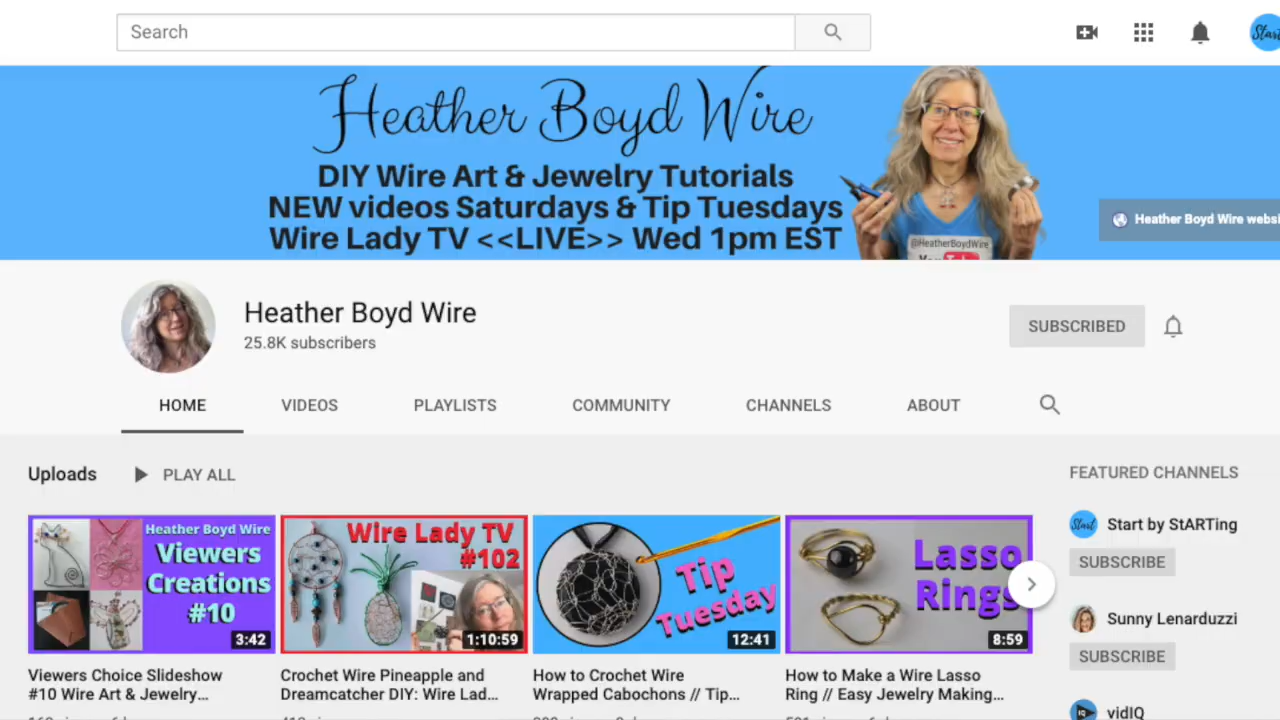 Search
Start
Heather Boyd Wire
DIY Wire Art & Jewelry Tutorials
NEW videos Saturdays & Tip Tuesdays
Wire Lady TV <<LIVE>> Wed 1pm EST
@HeatherBoydWire
YouTube
Heather Boyd Wire websi
Heather Boyd Wire
25.8K subscribers
SUBSCRIBED
HOME
VIDEOS
PLAYLISTS
COMMUNITY
CHANNELS
ABOUT
Uploads
PLAY ALL
Heather Boyd Wire
Viewers
Creations
#10
3:42
Viewers Choice Slideshow
#10 Wire Art & Jewelry...
Wire Lady TV
#102
1:10:59
Crochet Wire Pineapple and
Dreamcatcher DIY: Wire Lad...
Tip
Tuesday
12:41
How to Crochet Wire
Wrapped Cabochons // Tip...
Lasso
Rings
8:59
How to Make a Wire Lasso
Ring // Easy Jewelry Making...
FEATURED CHANNELS
Start
Start by StARTing
SUBSCRIBE
Sunny Lenarduzzi
SUBSCRIBE
IQ
vidIQ